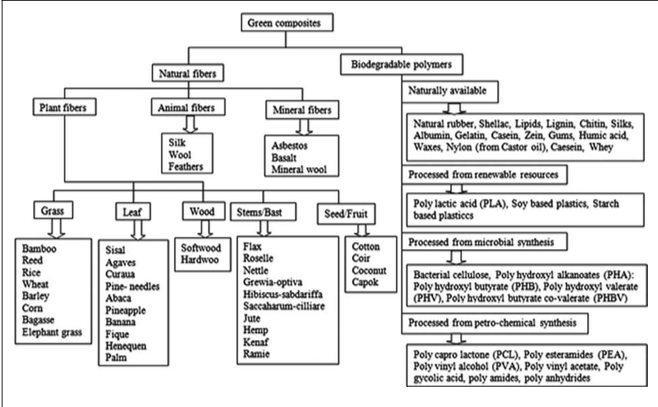 Green composites
Natural fibers
Biodegradable polymers
Plant fibers
Animal fibers
Mineral fibers
Silk
Wool
Feathers
Asbestos
Basalt
Mineral wool
Grass
Leaf
Wood
Stems/Bast
Seed/Fruit
Bamboo
Reed
Rice
Wheat
Barley
Corn
Bagasse
Elephant grass
Sisal
Agaves
Curaua
Pine- needles
Abaca
Pineapple
Banana
Fique
Henequen
Palm
Softwood
Hardwoo
Flax
Roselle
Nettle
Grewia-optiva
Hibiscus-sabdariffa
Saccaharum-cilliare
Jute
Hemp
Kenaf
Ramie
Cotton
Coir
Coconut
Capok
Naturally available
Natural rubber, Shellac, Lipids, Lignin, Chitin, Silks,
Albumin, Gelatin, Casein, Zein, Gums, Humic acid,
Waxes, Nylon (from Castor oil), Caesein, Whey
Processed from renewable resources
Poly lactic acid (PLA), Soy based plastics, Starch
based plasticcs
Processed from microbial synthesis
Bacterial cellulose, Poly hydroxyl alkanoates (PHA):
Poly hydroxyl butyrate (PHB), Poly hydroxyl valerate
(PHV), Poly hydroxyl butyrate co-valerate (PHBV)
Processed from petro-chemical synthesis
Poly capro lactone (PCL), Poly esteramides (PEA),
Poly vinyl alcohol (PVA), Poly vinyl acetate, Poly
gycolic acid, poly amides, poly anhydrides